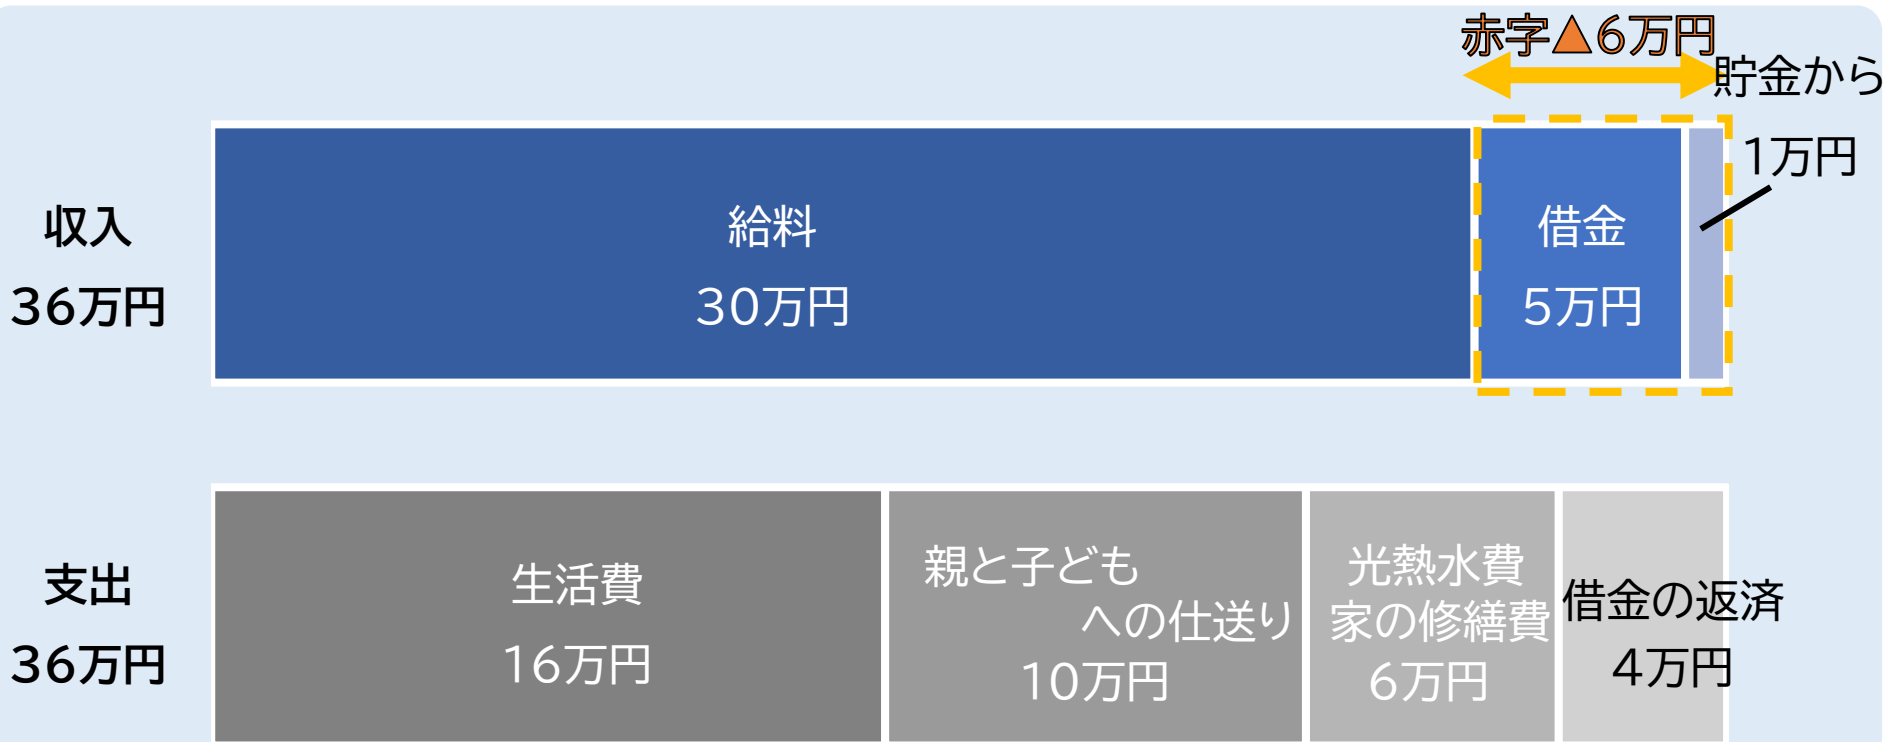 赤字▲6万円
貯金から
1万円
収入
36万円
給料
30万円
借金
5万円
支出
36万円
生活費
16万円
親と子ども
への仕送り
10万円
光熱水費
家の修繕費
6万円
借金の返済
4万円